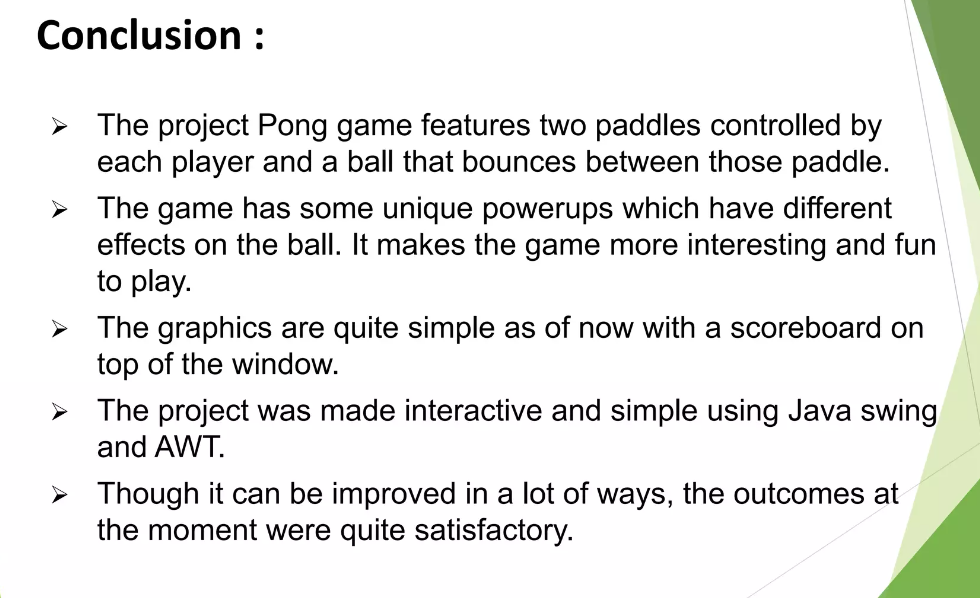 Conclusion :
➢ The project Pong game features two paddles controlled by
each player and a ball that bounces between those paddle.
➢ The game has some unique powerups which have different
effects on the ball. It makes the game more interesting and fun
to play.
➢ The graphics are quite simple as of now with a scoreboard on
top of the window.
➢ The project was made interactive and simple using Java swing
and AWT.
➢ Though it can be improved in a lot of ways, the outcomes at
the moment were quite satisfactory.